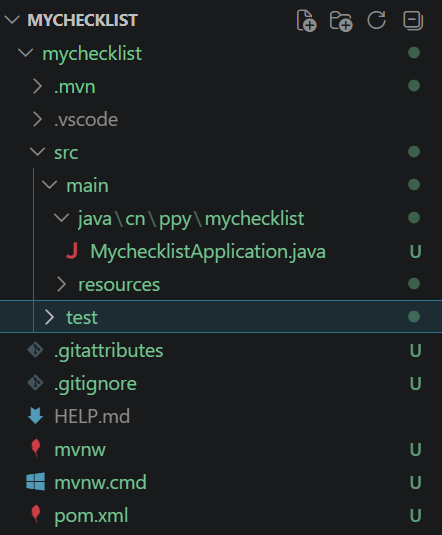 MYCHECKLIST
mychecklist
.mvn
.vscode
src
main
java\cn\ppy\mychecklist
MychecklistApplication.java U
resources
test
.gitattributes U
.gitignore U
HELP.md
mvnw U
mvnw.cmd U
pom.xml U